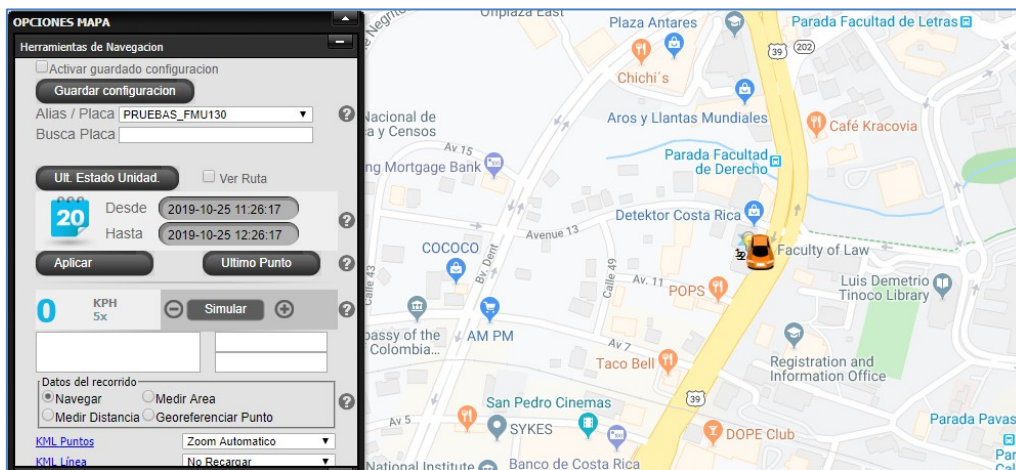 OPCIONES MAPA
Herramientas de Navegacion
Activar guardado configuracion
Guardar configuracion
Alias / Placa PRUEBAS_FMU130
Busca Placa
Ult. Estado Unidad.
Ver Ruta
20
Desde 2019-10-25 11:26:17
Hasta 2019-10-25 12:26:17
Aplicar
Ultimo Punto
0
KPH
5x
Simular
Datos del recorrido
Navegar
Medir Area
Medir Distancia
Georeferenciar Punto
KML Puntos
Zoom Automatico
KML Línea
No Recargar
Plaza Antares
Parada Facultad de Letras
39
202
Chichi´s
Nacional de
ca y Censos
Aros y Llantas Mundiales
Café Kracovia
Av 15
ng Mortgage Bank
Parada Facultad
de Derecho
Detektor Costa Rica
Avenue 13
COCOCO
Bv. Dent
Calle 43
Calle 49
Faculty of Law
Av. 11
POPS
Luis Demetrio
Tinoco Library
bassy of the
Colombia...
AM PM
Av 7
Taco Bell
Registration and
Information Office
39
Av 5
San Pedro Cinemas
SYKES
DOPE Club
Parada Pavas
National Institute
Banco de Costa Rica